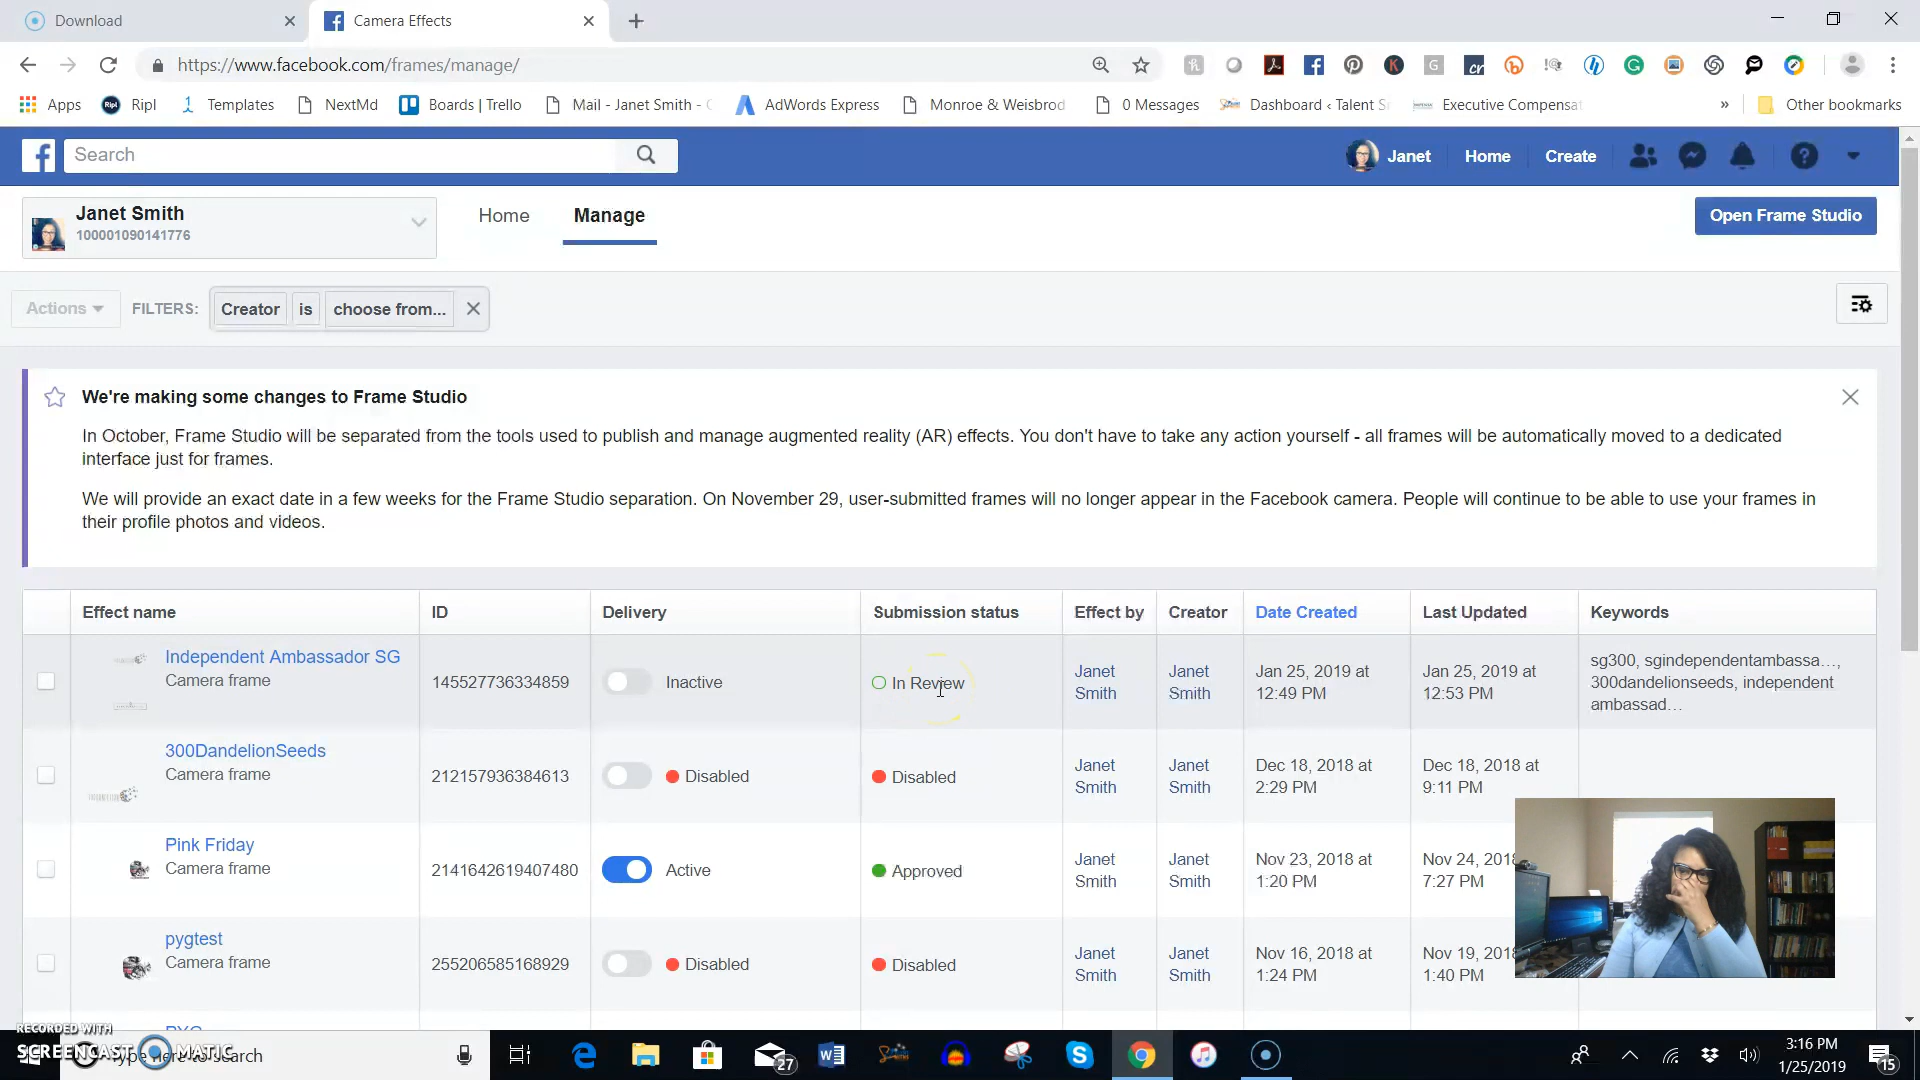 Download
Camera Effects
https://www.facebook.com/frames/manage/
Apps
Ripl
Templates
NextMd
Boards | Trello
Mail - Janet Smith -
AdWords Express
Monroe & Weisbrod
0 Messages
Dashboard ‹ Talent
Executive Compensat
»
Other bookmarks
Search
Janet
Home
Create
Janet Smith
100001090141776
Home
Manage
Open Frame Studio
Actions
FILTERS:
Creator
is
choose from...
We're making some changes to Frame Studio
In October, Frame Studio will be separated from the tools used to publish and manage augmented reality (AR) effects. You don't have to take any action yourself - all frames will be automatically moved to a dedicated
interface just for frames.
We will provide an exact date in a few weeks for the Frame Studio separation. On November 29, user-submitted frames will no longer appear in the Facebook camera. People will continue to be able to use your frames in
their profile photos and videos.
Effect name
ID
Delivery
Submission status
Effect by
Creator
Date Created
Last Updated
Keywords
Independent Ambassador SG
Camera frame
145527736334859
Inactive
In Review
Janet
Smith
Janet
Smith
Jan 25, 2019 at
12:49 PM
Jan 25, 2019 at
12:53 PM
sg300, sgindependentambassa...,
300dandelionseeds, independent
ambassad...
300DandelionSeeds
Camera frame
212157936384613
Disabled
Disabled
Janet
Smith
Janet
Smith
Dec 18, 2018 at
2:29 PM
Dec 18, 2018 at
9:11 PM
Pink Friday
Camera frame
2141642619407480
Active
Approved
Janet
Smith
Janet
Smith
Nov 23, 2018 at
1:20 PM
Nov 24, 2018
7:27 PM
pygtest
Camera frame
255206585168929
Disabled
Disabled
Janet
Smith
Janet
Smith
Nov 16, 2018 at
1:24 PM
Nov 19, 2018
1:40 PM
RECORDED WITH
SCREENCAST MATIC
Type here to search
27
3:16 PM
1/25/2019
15